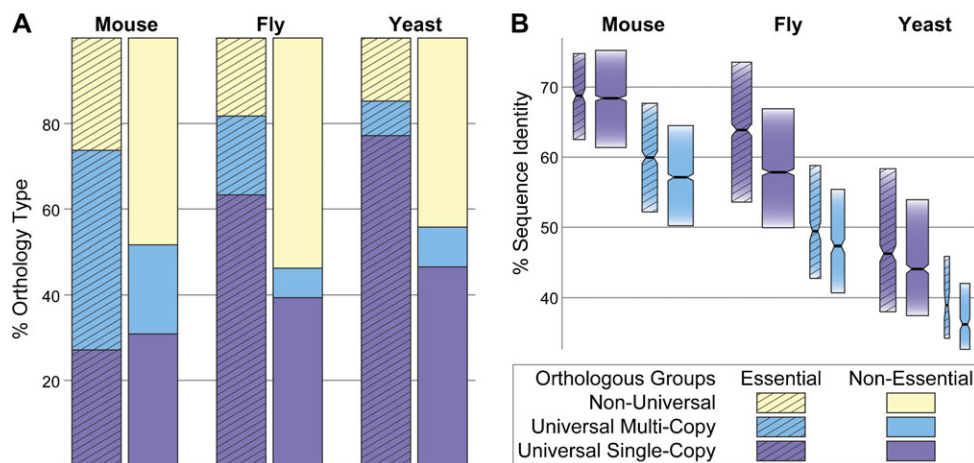 A
Mouse Fly Yeast
% Orthology Type
80
60
40
20
B
Mouse Fly Yeast
% Sequence Identity
70
60
50
40
Orthologous Groups Essential Non-Essential
Non-Universal
Universal Multi-Copy
Universal Single-Copy